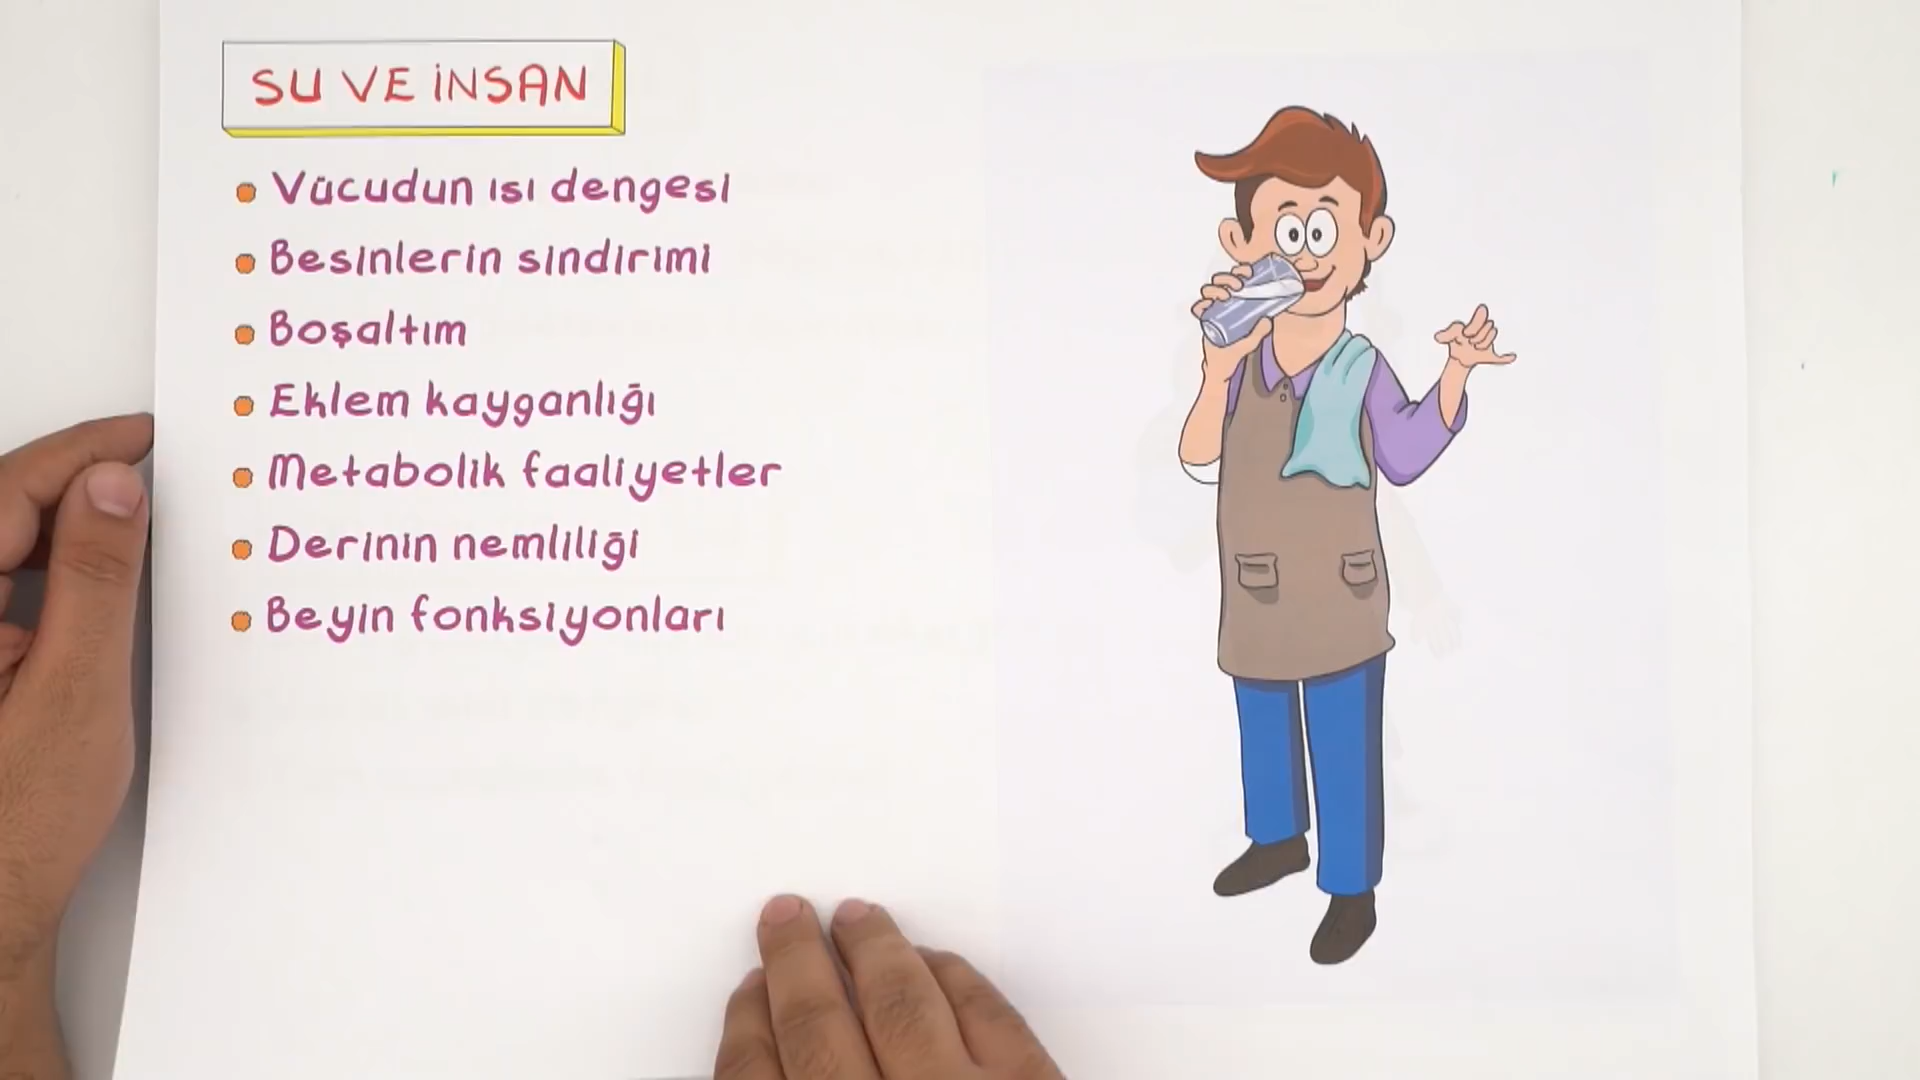 SU VE İNSAN
Vücudun ısı dengesi
Besinlerin sindirimi
Boşaltım
Eklem kayganlığı
Metabolik faaliyetler
Derinin nemliliği
Beyin fonksiyonları